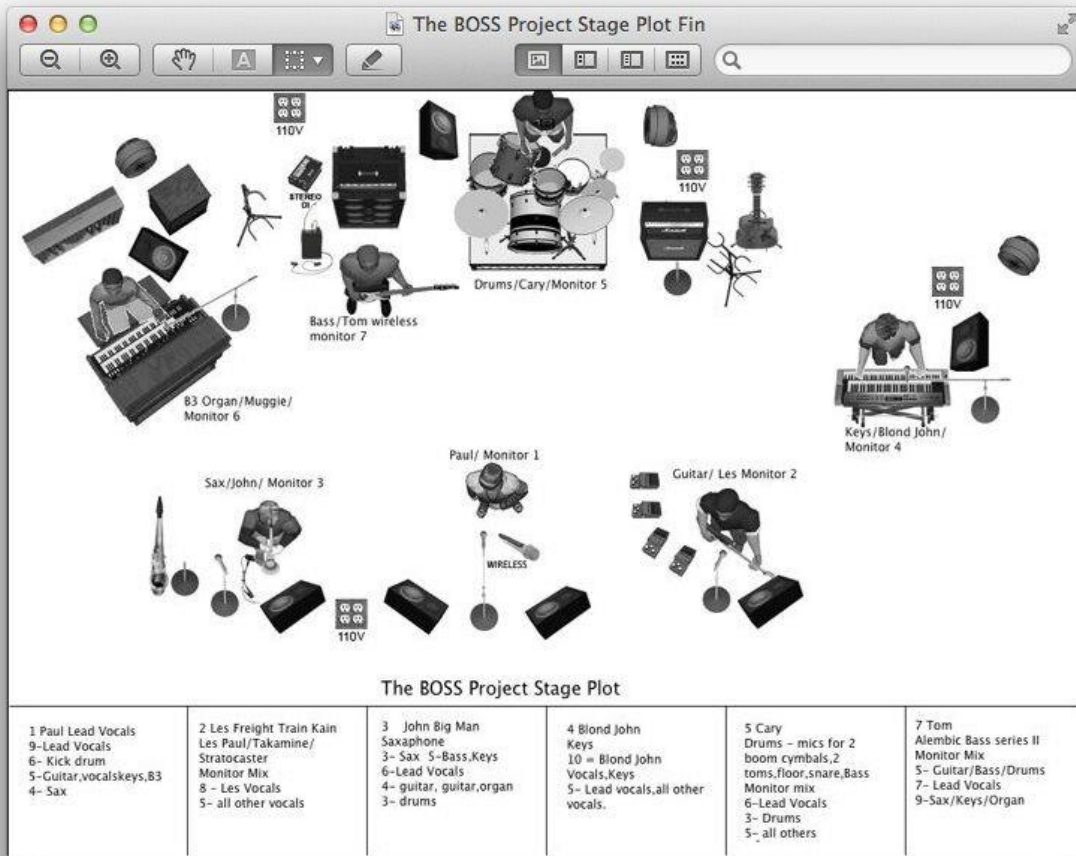 The BOSS Project Stage Plot Fin
A
110V
STEREO
DI
110V
Drums/Cary/Monitor 5
Bass/Tom wireless
monitor 7
110V
B3 Organ/Muggie/
Monitor 6
Keys/Blond John/
Monitor 4
Paul/ Monitor 1
Sax/John/ Monitor 3
Guitar/ Les Monitor 2
WIRELESS
110V
The BOSS Project Stage Plot
1 Paul Lead Vocals
9-Lead Vocals
6- Kick drum
5-Guitar,vocalskeys,B3
4- Sax
2 Les Freight Train Kain
Les Paul/Takamine/
Stratocaster
Monitor Mix
8 - Les Vocals
5- all other vocals
3 John Big Man
Saxaphone
3- Sax 5-Bass,Keys
6-Lead Vocals
4- guitar, guitar,organ
3- drums
4 Blond John
Keys
10 = Blond John
Vocals,Keys
5- Lead vocals,all other
vocals.
5 Cary
Drums - mics for 2
boom cymbals,2
toms,floor,snare,Bass
Monitor mix
6-Lead Vocals
3- Drums
5- all others
7 Tom
Alembic Bass series II
Monitor Mix
5- Guitar/Bass/Drums
7- Lead Vocals
9-Sax/Keys/Organ